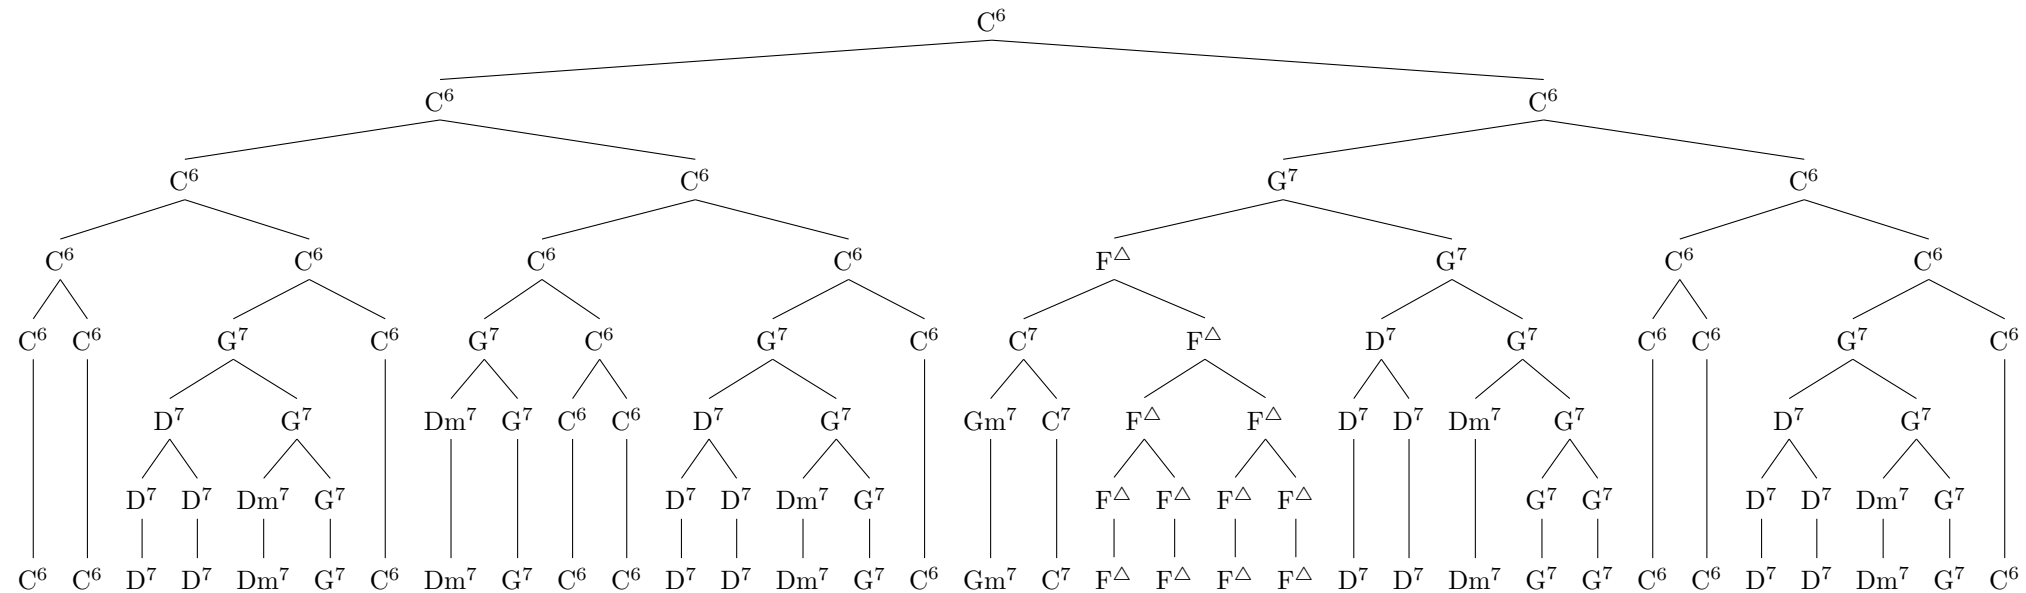 C⁶
C⁶ C⁶
C⁶ C⁶ G⁷ C⁶
C⁶ C⁶ C⁶ C⁶ F△ G⁷ C⁶ C⁶
C⁶ C⁶ G⁷ C⁶ G⁷ C⁶ G⁷ C⁶ C⁷ F△ D⁷ G⁷ C⁶ C⁶ G⁷ C⁶
D⁷ G⁷ Dm⁷ G⁷ C⁶ C⁶ D⁷ G⁷ Gm⁷ C⁷ F△ F△ D⁷ D⁷ Dm⁷ G⁷ D⁷ G⁷
D⁷ D⁷ Dm⁷ G⁷ D⁷ D⁷ Dm⁷ G⁷ F△ F△ F△ F△ G⁷ G⁷ D⁷ D⁷ Dm⁷ G⁷
C⁶ C⁶ D⁷ D⁷ Dm⁷ G⁷ C⁶ Dm⁷ G⁷ C⁶ C⁶ D⁷ D⁷ Dm⁷ G⁷ C⁶ Gm⁷ C⁷ F△ F△ F△ F△ D⁷ D⁷ Dm⁷ G⁷ G⁷ C⁶ C⁶ D⁷ D⁷ Dm⁷ G⁷ C⁶